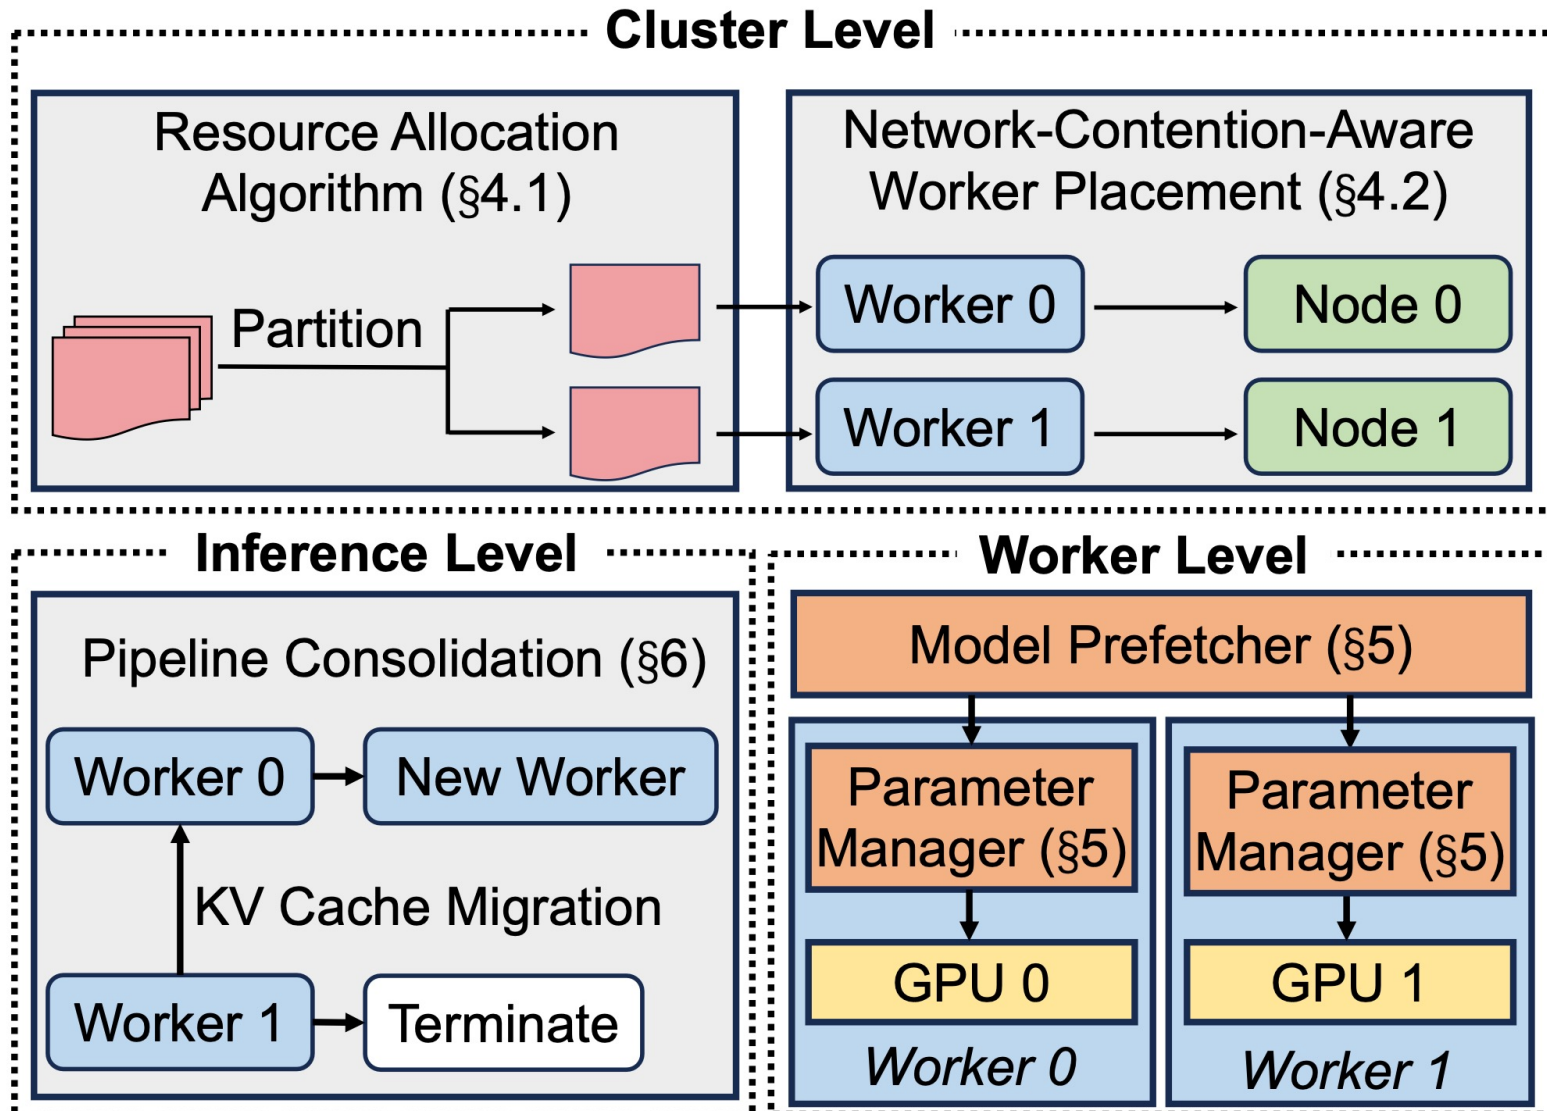 Cluster Level
Resource Allocation
Algorithm (§4.1)
Partition
Network-Contention-Aware
Worker Placement (§4.2)
Worker 0
Node 0
Worker 1
Node 1
Inference Level
Pipeline Consolidation (§6)
Worker 0
New Worker
KV Cache Migration
Worker 1
Terminate
Worker Level
Model Prefetcher (§5)
Parameter
Manager (§5)
GPU 0
Worker 0
Parameter
Manager (§5)
GPU 1
Worker 1